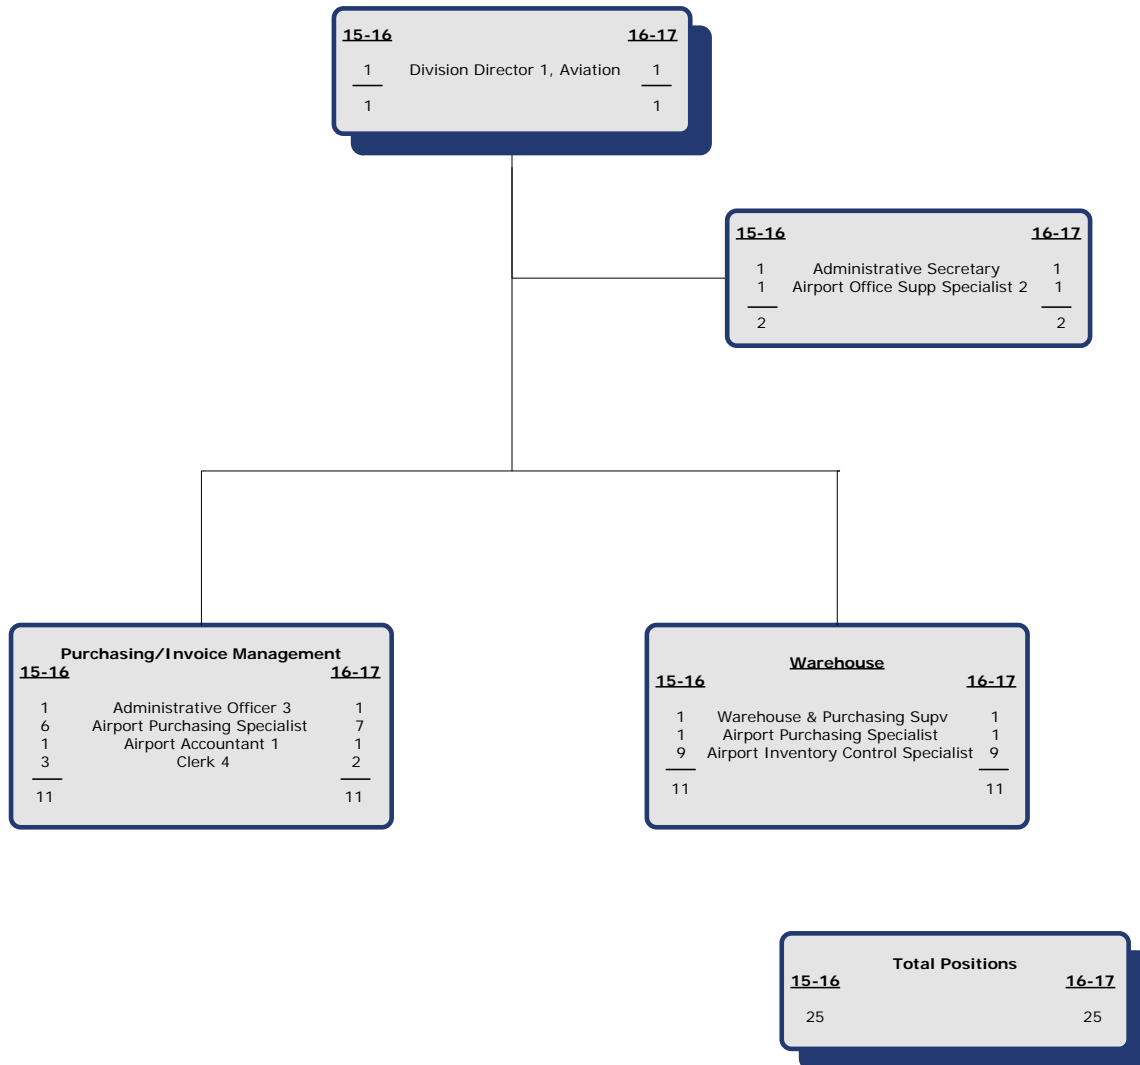 15-16 16-17
1 Division Director 1, Aviation 1
1 1
15-16 16-17
1 Administrative Secretary 1
1 Airport Office Supp Specialist 2 1
2 2
Purchasing/Invoice Management
15-16 16-17
1 Administrative Officer 3 1
6 Airport Purchasing Specialist 7
1 Airport Accountant 1 1
3 Clerk 4 2
11 11
Warehouse
15-16 16-17
1 Warehouse & Purchasing Supv 1
1 Airport Purchasing Specialist 1
9 Airport Inventory Control Specialist 9
11 11
Total Positions
15-16 16-17
25 25